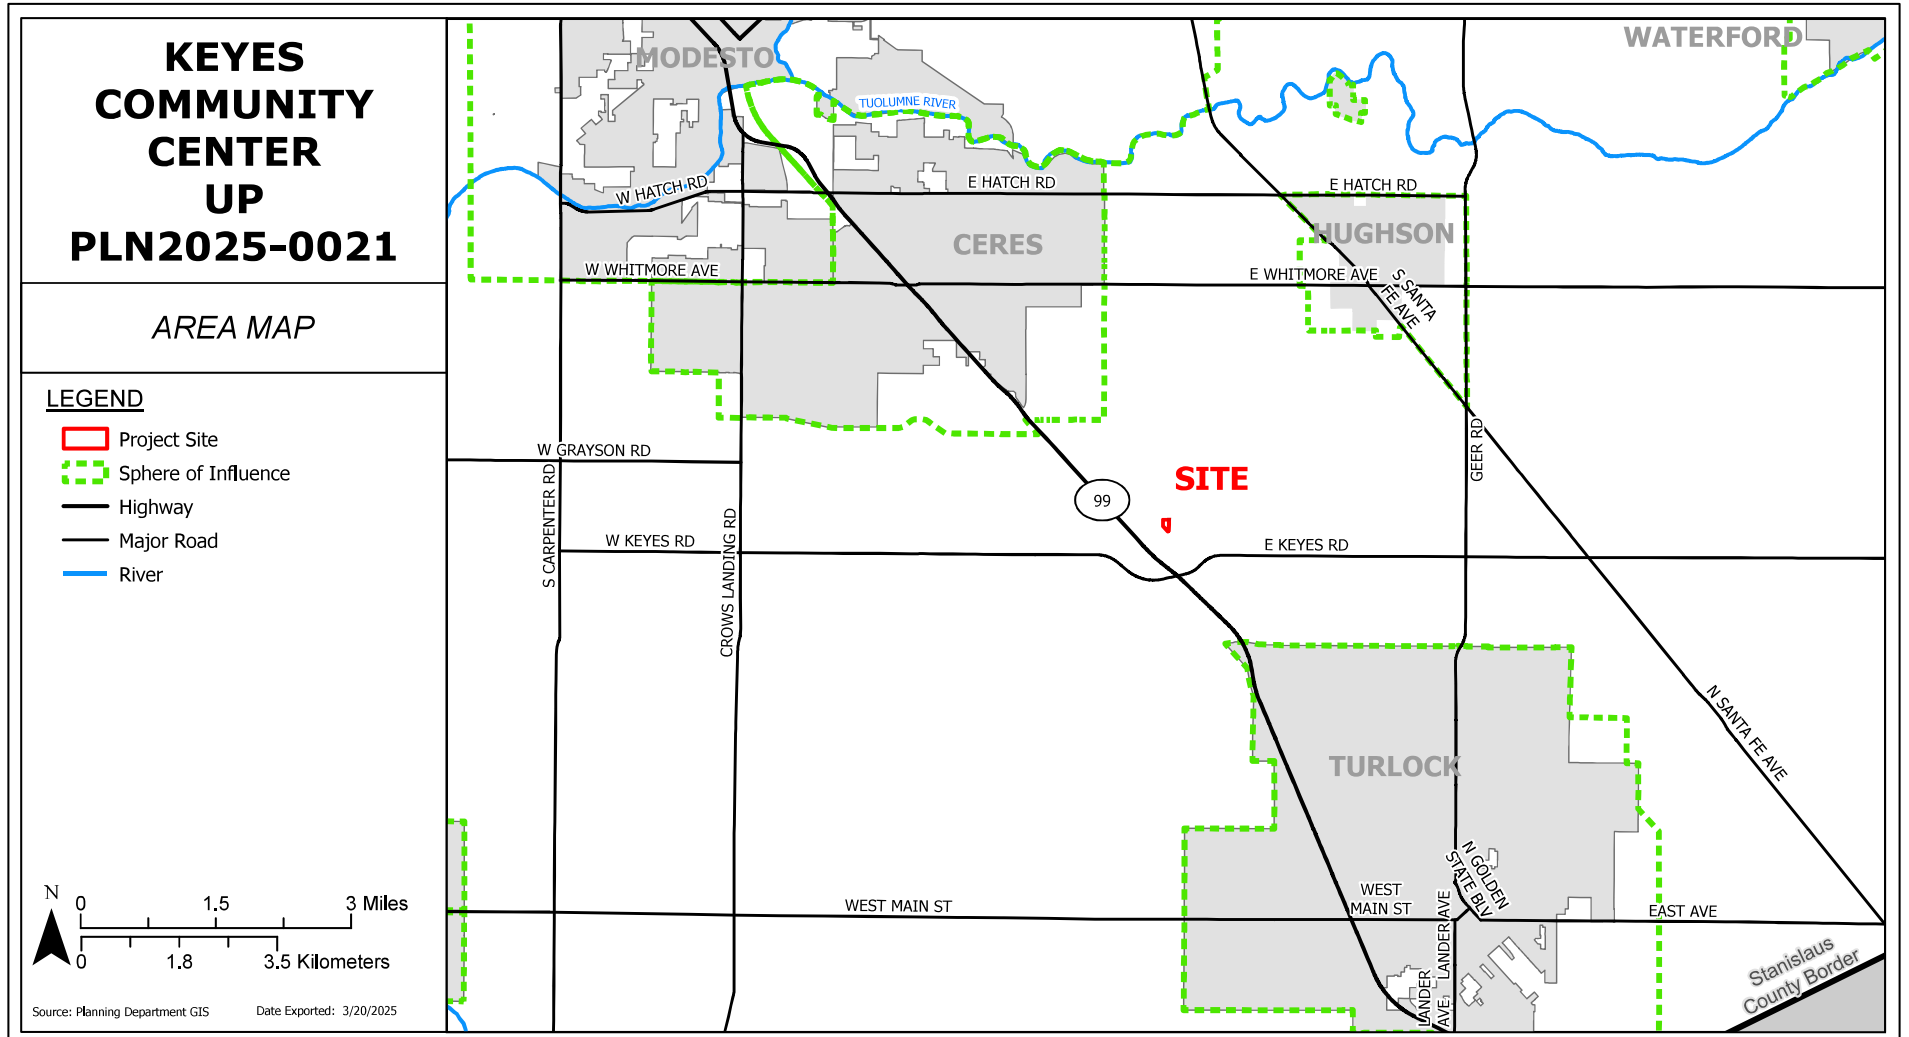 KEYES
COMMUNITY
CENTER
UP
PLN2025-0021
AREA MAP
LEGEND
Project Site
Sphere of Influence
Highway
Major Road
River
N
0 1.5 3 Miles
0 1.8 3.5 Kilometers
Source: Planning Department GIS Date Exported: 3/20/2025
MODESTO
WATERFORD
TUOLUMNE RIVER
W HATCH RD
E HATCH RD
E HATCH RD
CERES
HUGHSON
W WHITMORE AVE
E WHITMORE AVE
S SANTA
FE AVE
W GRAYSON RD
S CARPENTER RD
CROWS LANDING RD
GEER RD
SITE
99
W KEYES RD
E KEYES RD
N SANTA FE AVE
TURLOCK
N GOLDEN
STATE BLV
WEST MAIN ST
WEST
MAIN ST
EAST AVE
LANDER AVE
LANDER
AVE
Stanislaus
County Border